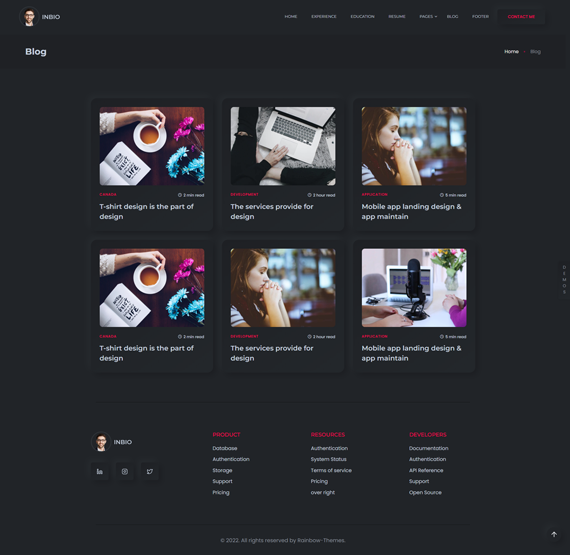 INBIO
HOME EXPERIENCE EDUCATION RESUME PAGES BLOG FOOTER CONTACT ME
Blog
Home Blog
2 min read
DEVELOPMENT 2 hour read
APPLICATION 5 min read
T-shirt design is the part of
design
The services provide for
design
Mobile app landing design &
app maintain
2 min read
DEVELOPMENT 2 hour read
APPLICATION 5 min read
T-shirt design is the part of
design
The services provide for
design
Mobile app landing design &
app maintain
DEMOS
INBIO
PRODUCT
Database
Authentication
Storage
Support
Pricing
RESOURCES
Authentication
System Status
Terms of service
Pricing
over right
DEVELOPERS
Documentation
Authentication
API Reference
Support
Open Source
© 2022. All rights reserved by Rainbow- Themes.